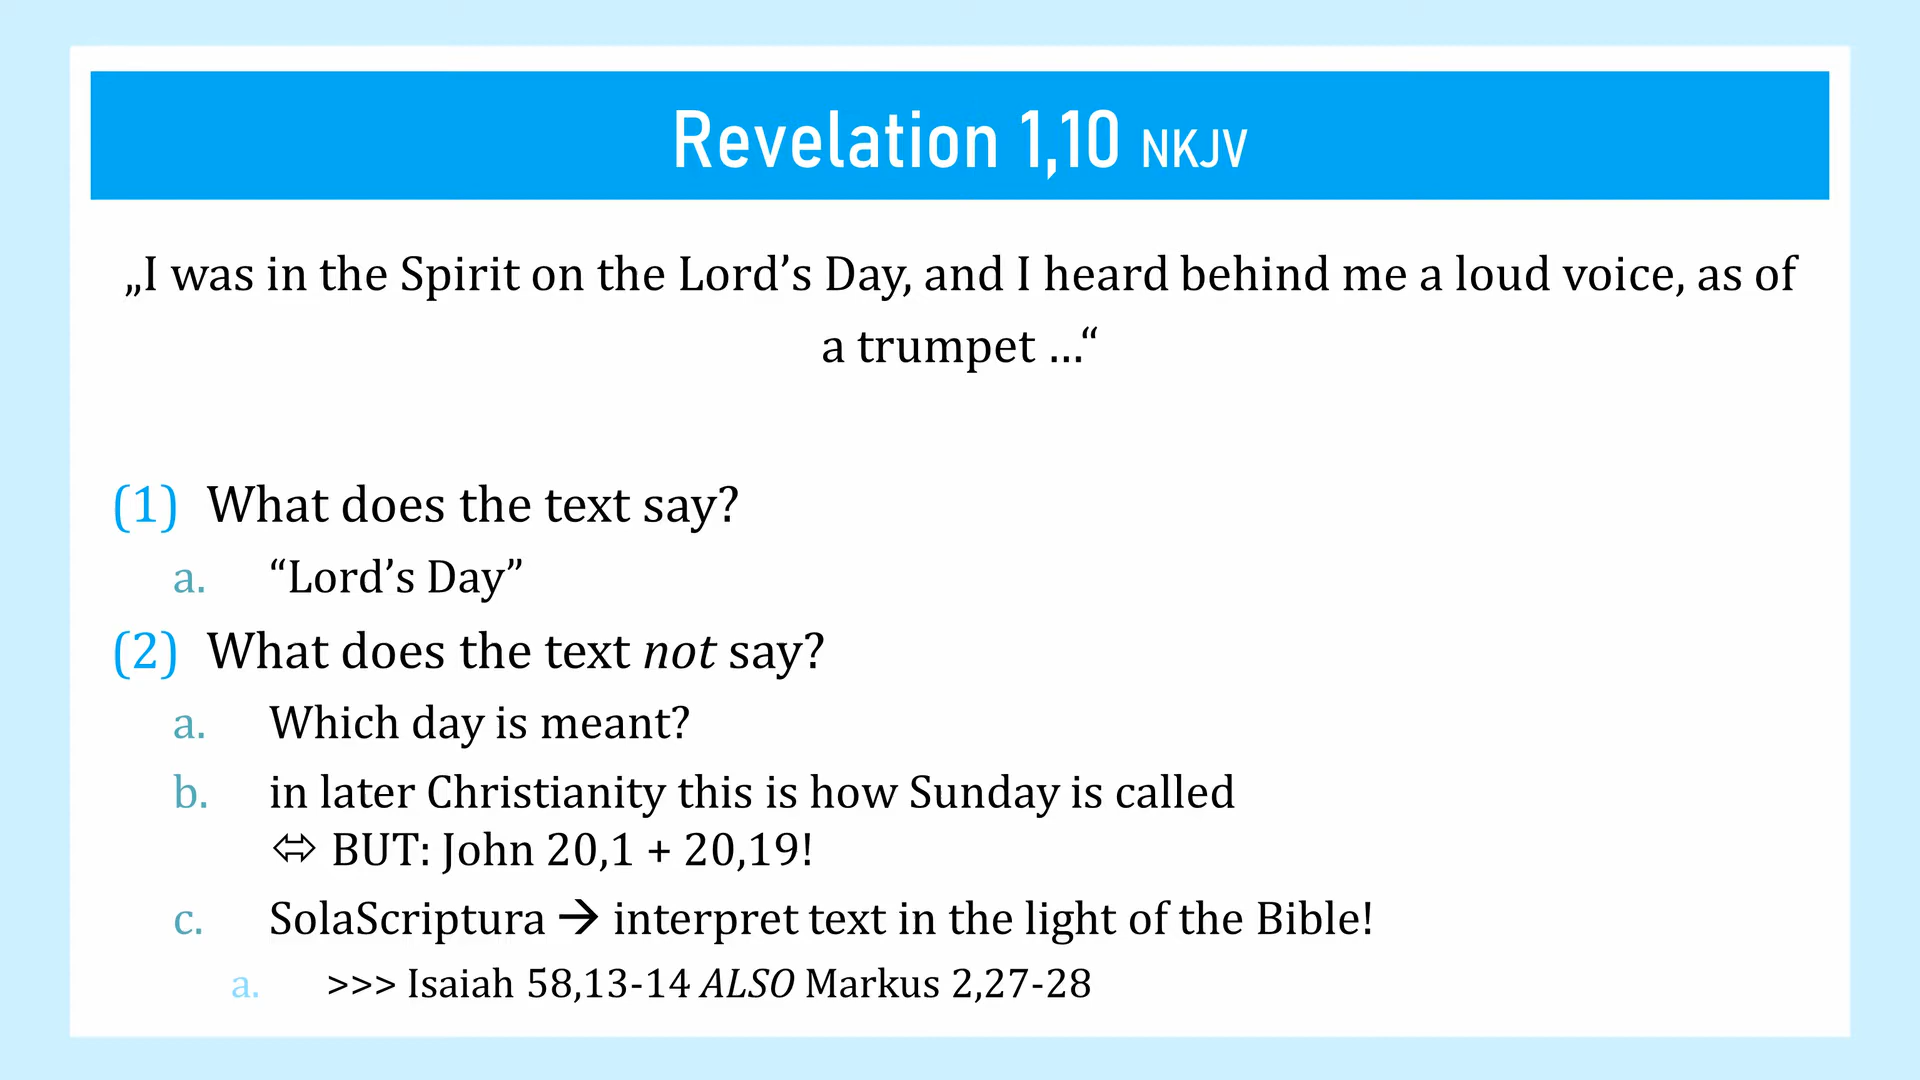 Revelation 1,10 NKJV
„I was in the Spirit on the Lord’s Day, and I heard behind me a loud voice, as of
a trumpet …“
(1) What does the text say?
a. “Lord’s Day”
(2) What does the text not say?
a. Which day is meant?
b. in later Christianity this is how Sunday is called
⬄ BUT: John 20,1 + 20,19!
c. SolaScriptura → interpret text in the light of the Bible!
a. >>> Isaiah 58,13-14 ALSO Markus 2,27-28